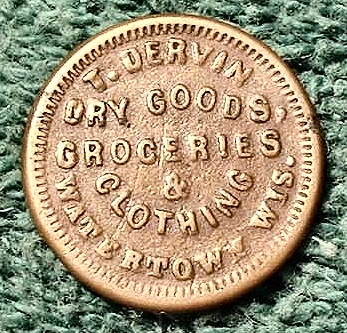 T. DERVIN
DRY GOODS,
GROCERIES
&
CLOTHING
WATERTOWN WIS.